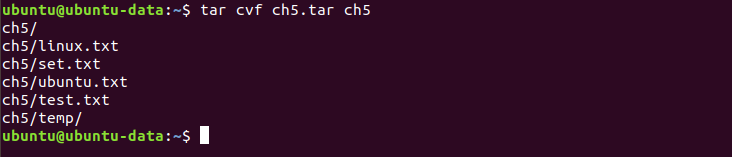 ubuntu@ubuntu-data:~$ tar cvf ch5.tar ch5
ch5/
ch5/linux.txt
ch5/set.txt
ch5/ubuntu.txt
ch5/test.txt
ch5/temp/
ubuntu@ubuntu-data:~$